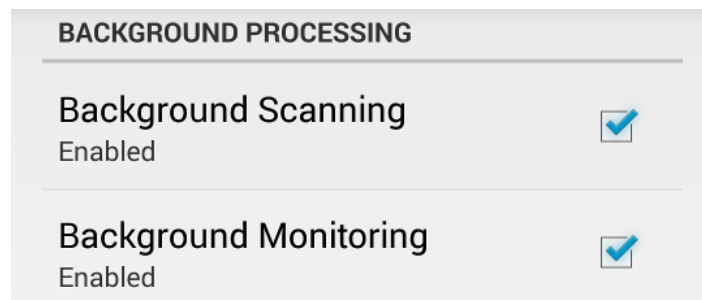 BACKGROUND PROCESSING
Background Scanning
Enabled
Background Monitoring
Enabled